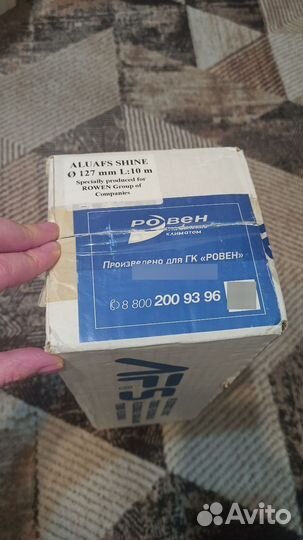 ALUAFS SHINE
Ø 127 mm L:10 m
Specially produced for
ROWEN Group of
Companies
РОВЕН
климатом
Произведено для ГК «РОВЕН»
8 800 200 93 96
AFS
Avito